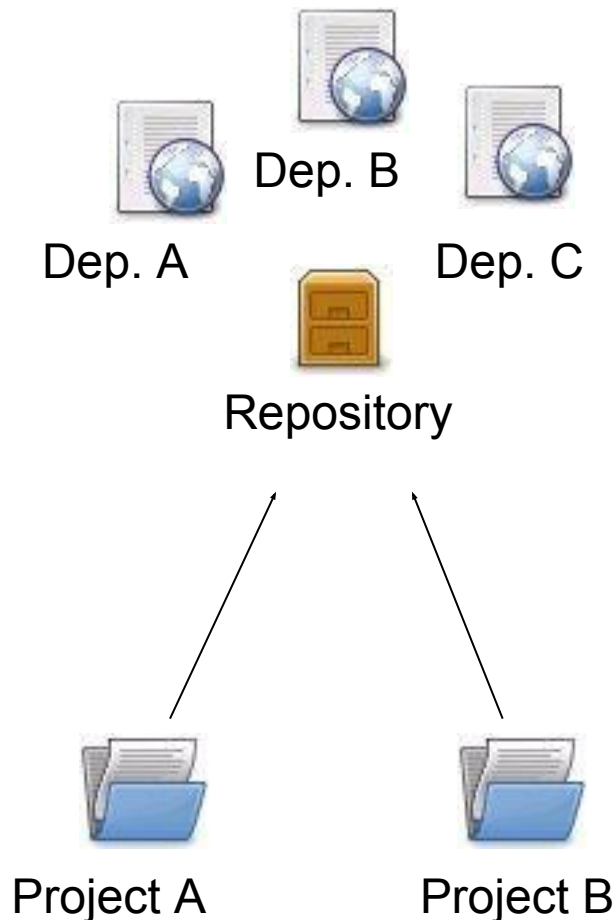 Dep. B
Dep. A
Dep. C
Repository
Project A
Project B